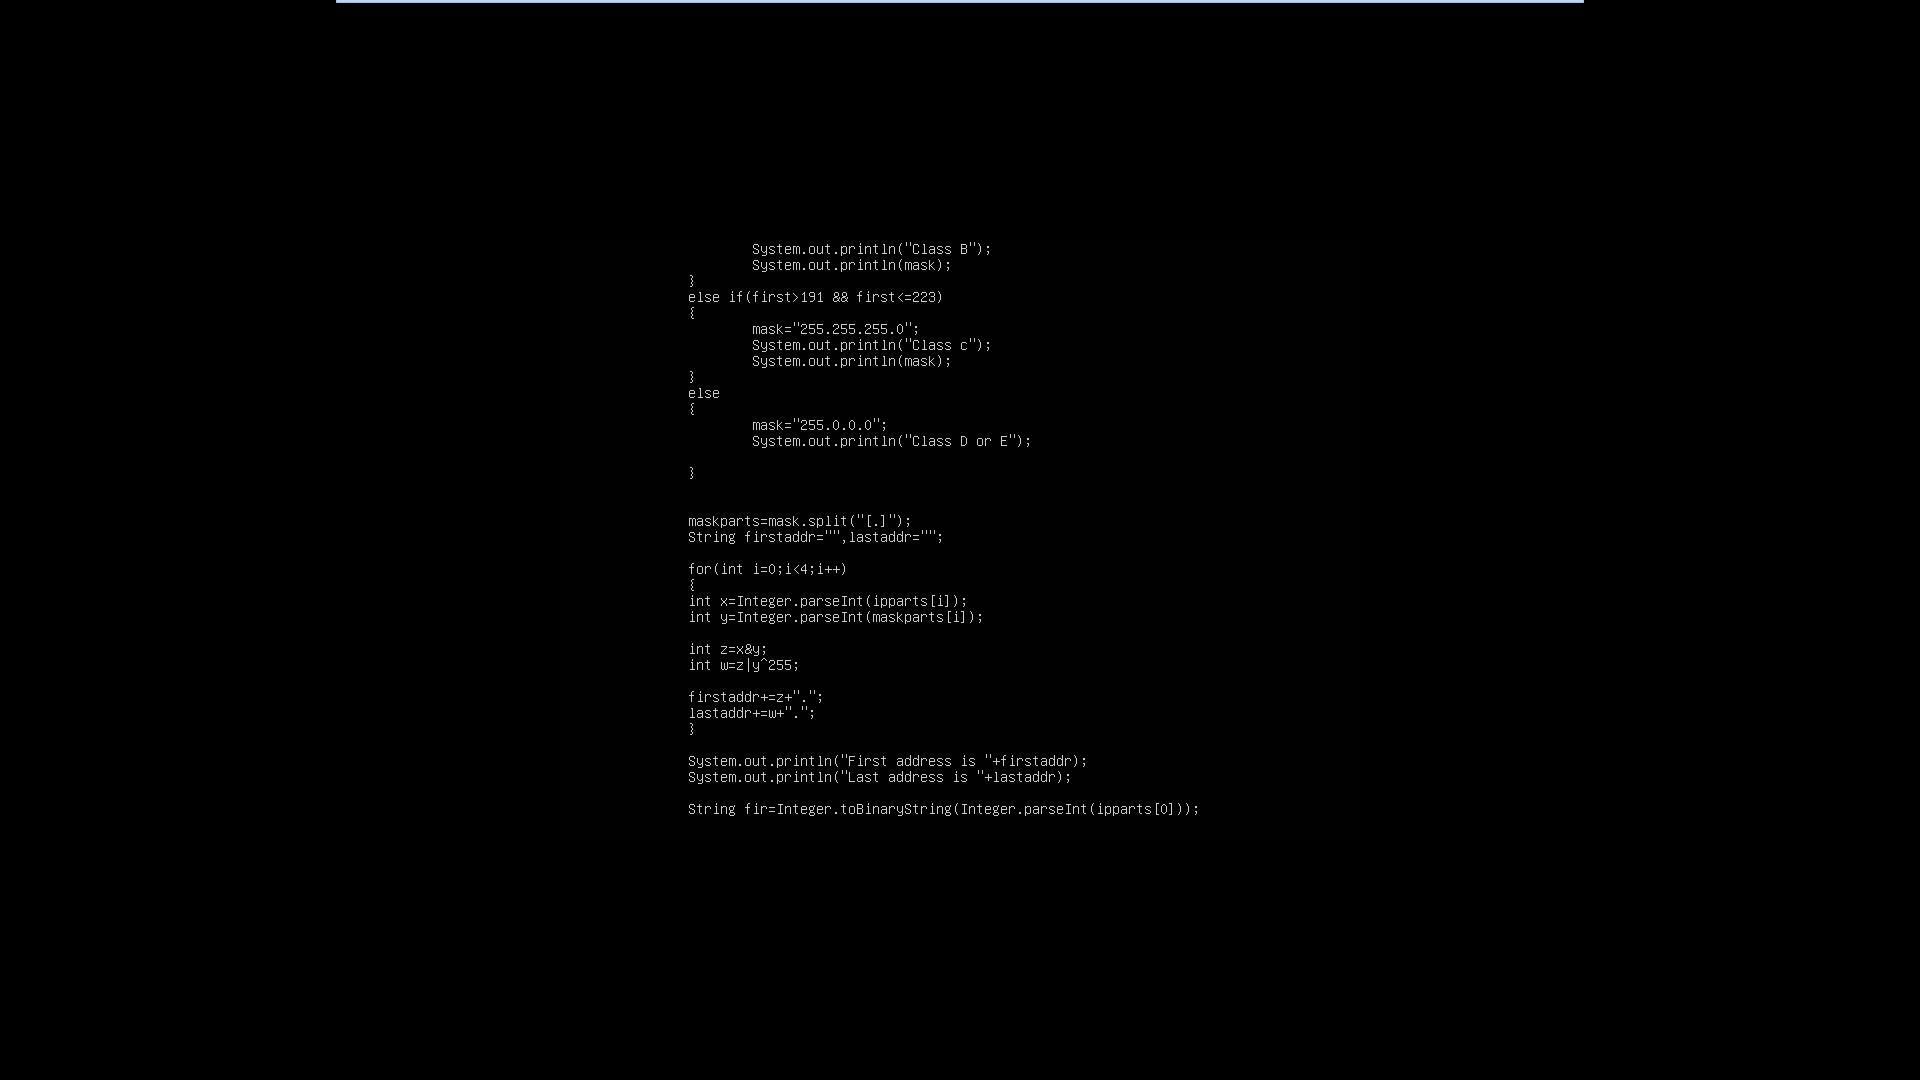 System.out.println("Class B");
System.out.println(mask);
}
else if(first>191 && first<=223)
{
mask="255.255.255.0";
System.out.println("Class c");
System.out.println(mask);
}
else
{
mask="255.0.0.0";
System.out.println("Class D or E");
}
maskparts=mask.split("[.]");
String firstaddr="",lastaddr="";
for(int i=0;i<4;i++)
{
int x=Integer.parseInt(ipparts[i]);
int y=Integer.parseInt(maskparts[i]);
int z=x&y;
int w=z|y^255;
firstaddr+=z+".";
lastaddr+=w+".";
}
System.out.println("First address is "+firstaddr);
System.out.println("Last address is "+lastaddr);
String fir=Integer.toBinaryString(Integer.parseInt(ipparts[0]));